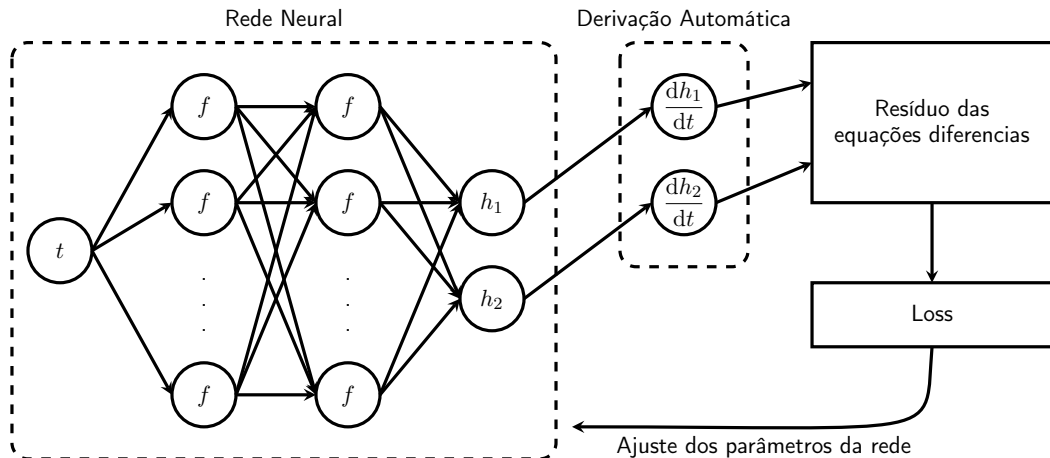 Rede Neural
Derivação Automática
t
f
f
f
f
f
f
.
.
.
.
.
.
h₁
h₂
dh₁
dt
dh₂
dt
Resíduo das
equações diferencias
Loss
Ajuste dos parâmetros da rede